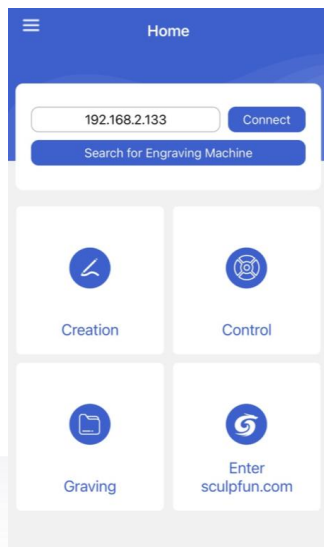 Home
192.168.2.133
Connect
Search for Engraving Machine
Creation
Control
Graving
Enter
sculpfun.com